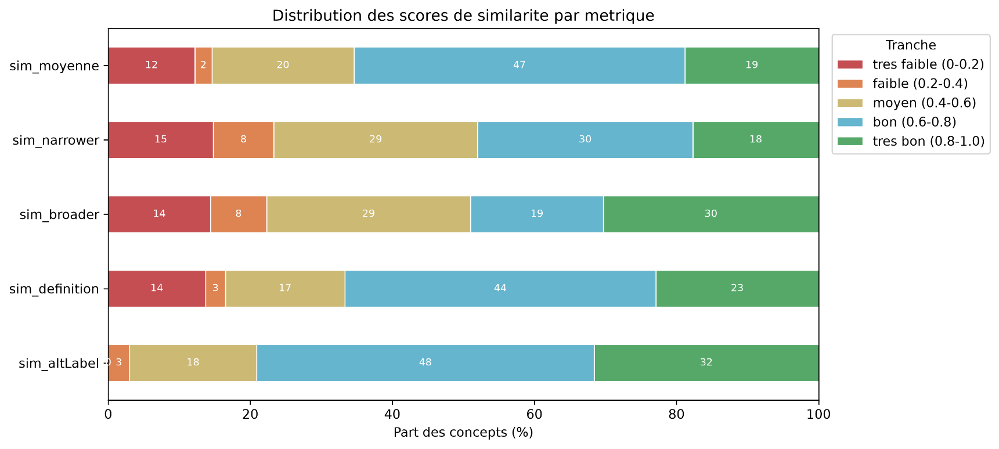 Distribution des scores de similarite par metrique
sim_moyenne 12 2 20 47 19
sim_narrower 15 8 29 30 18
sim_broader 14 8 29 19 30
sim_definition 14 3 17 44 23
sim_altLabel 0 3 18 48 32
0 20 40 60 80 100
Part des concepts (%)
Tranche
tres faible (0-0.2)
faible (0.2-0.4)
moyen (0.4-0.6)
bon (0.6-0.8)
tres bon (0.8-1.0)